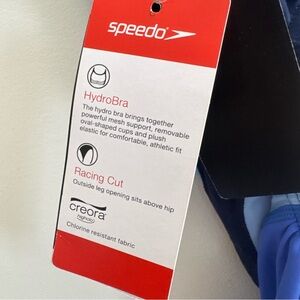 speedo
HydroBra
The hydro bra brings together
powerful mesh support, removable
oval-shaped cups and plush
elastic for comfortable, athletic fit
Racing Cut
Outside leg opening sits above hip
creora
highclo
Chlorine resistant fabric